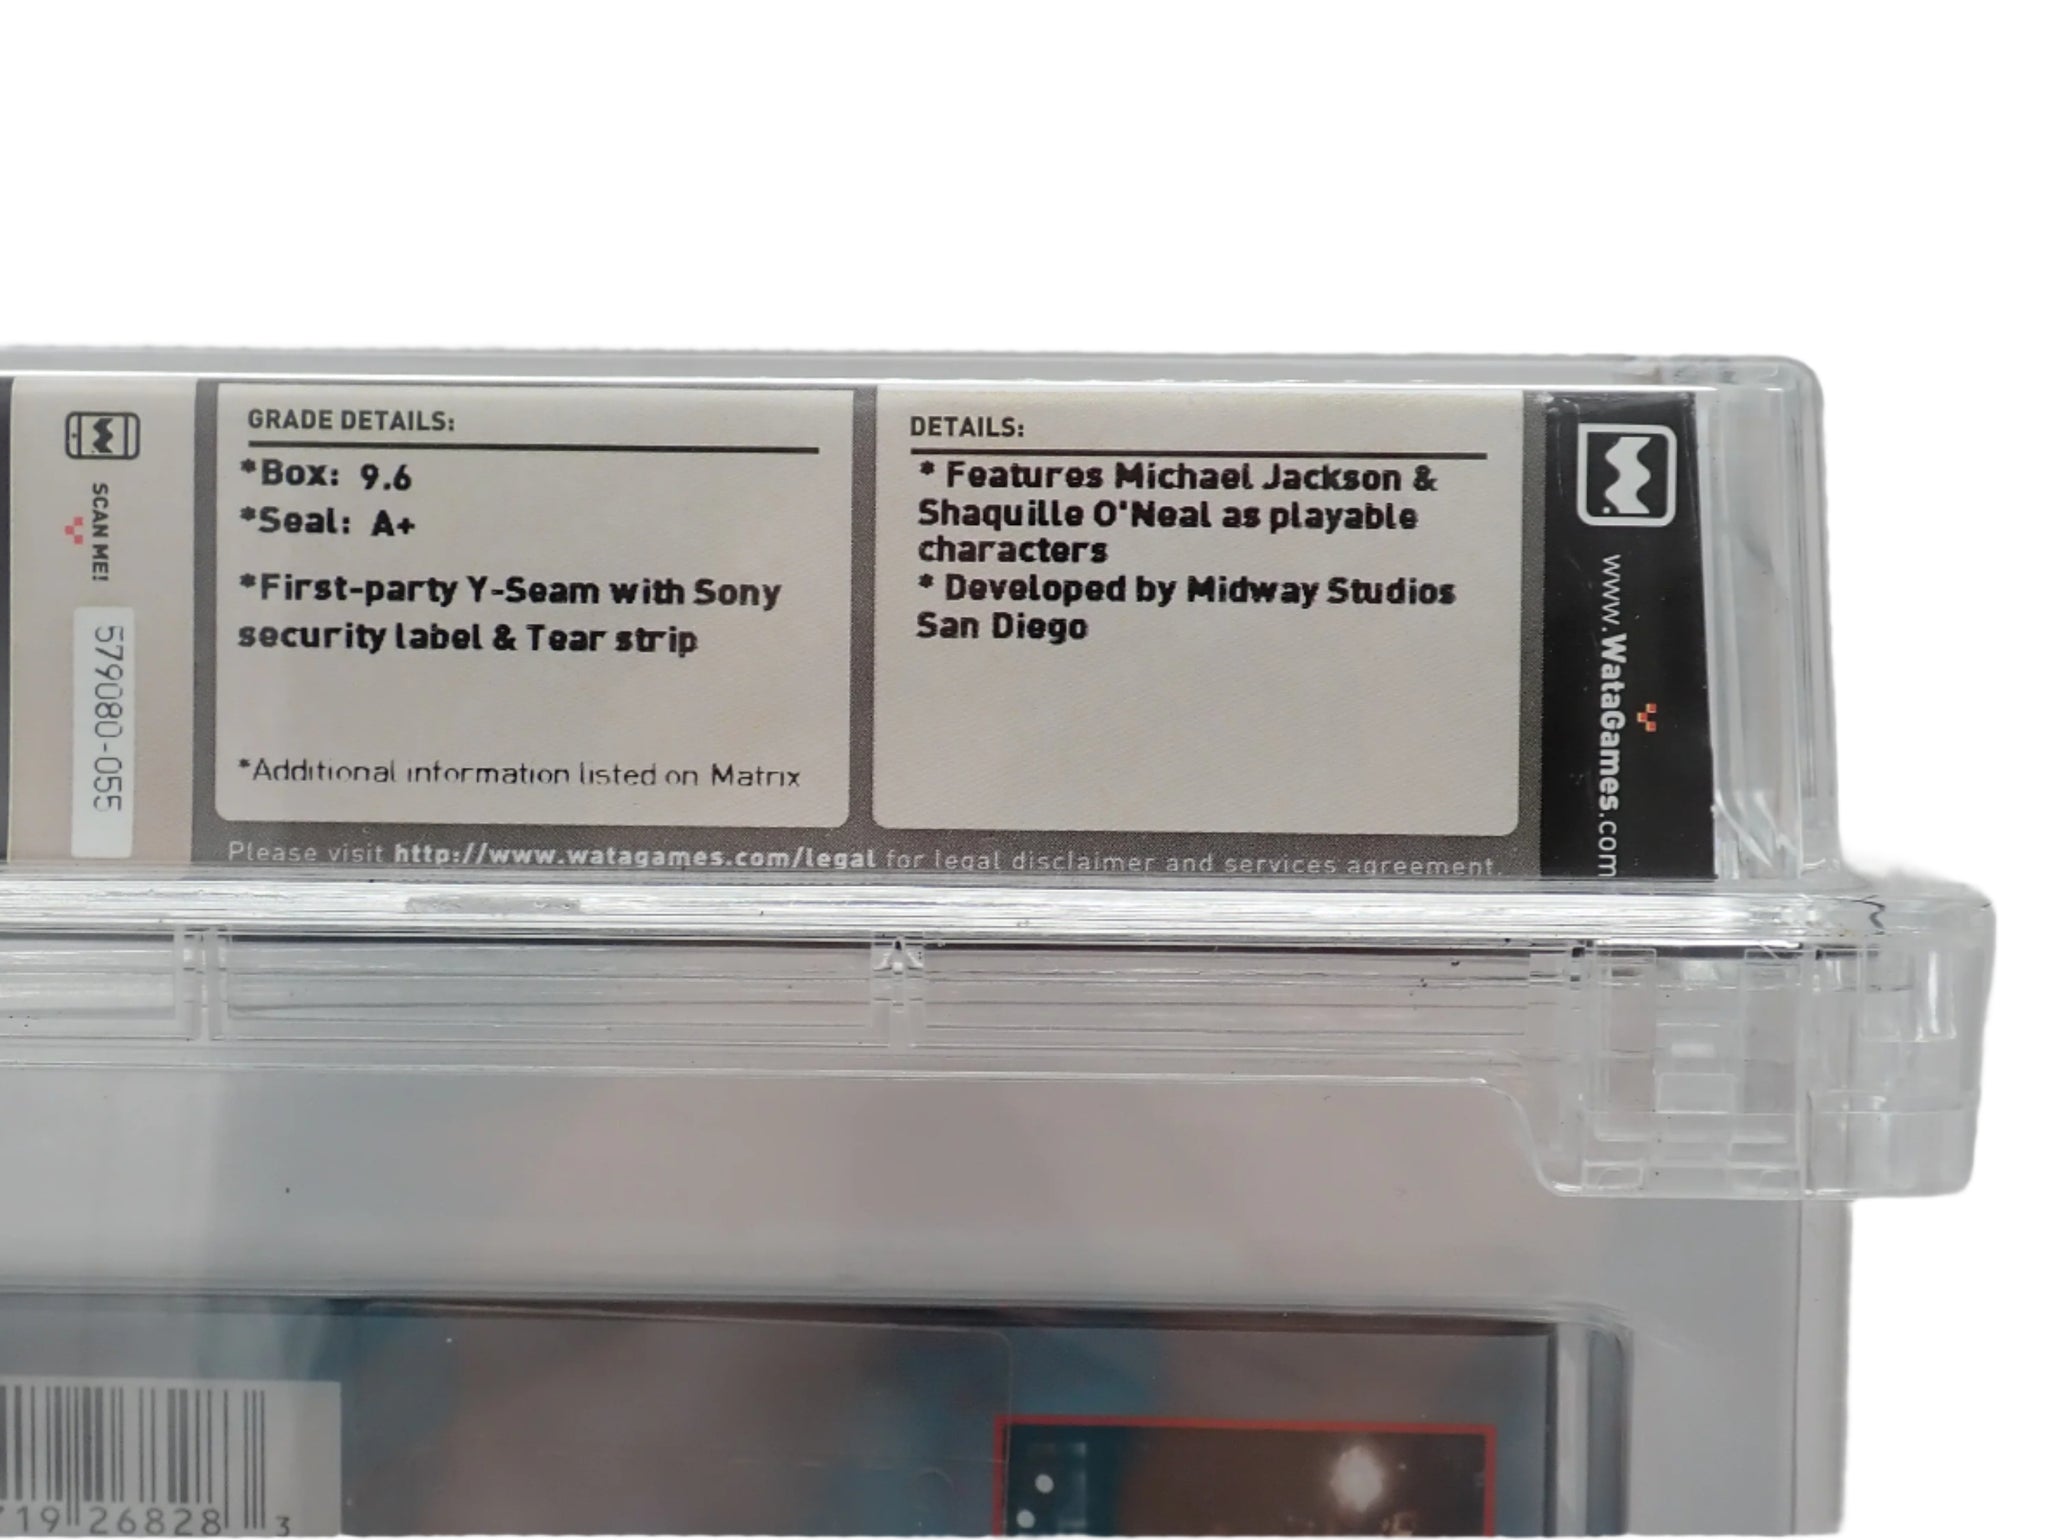 SCAN ME!
579080-055
GRADE DETAILS:
*Box: 9.6
*Seal: A+
*First-party Y-Seam with Sony
security label & Tear strip
*Additional information listed on Matrix
DETAILS:
* Features Michael Jackson &
Shaquille O'Neal as playable
characters
* Developed by Midway Studios
San Diego
www.WataGames.com
Please visit http://www.watagames.com/legal for legal disclaimer and services agreement.
719 26828 3